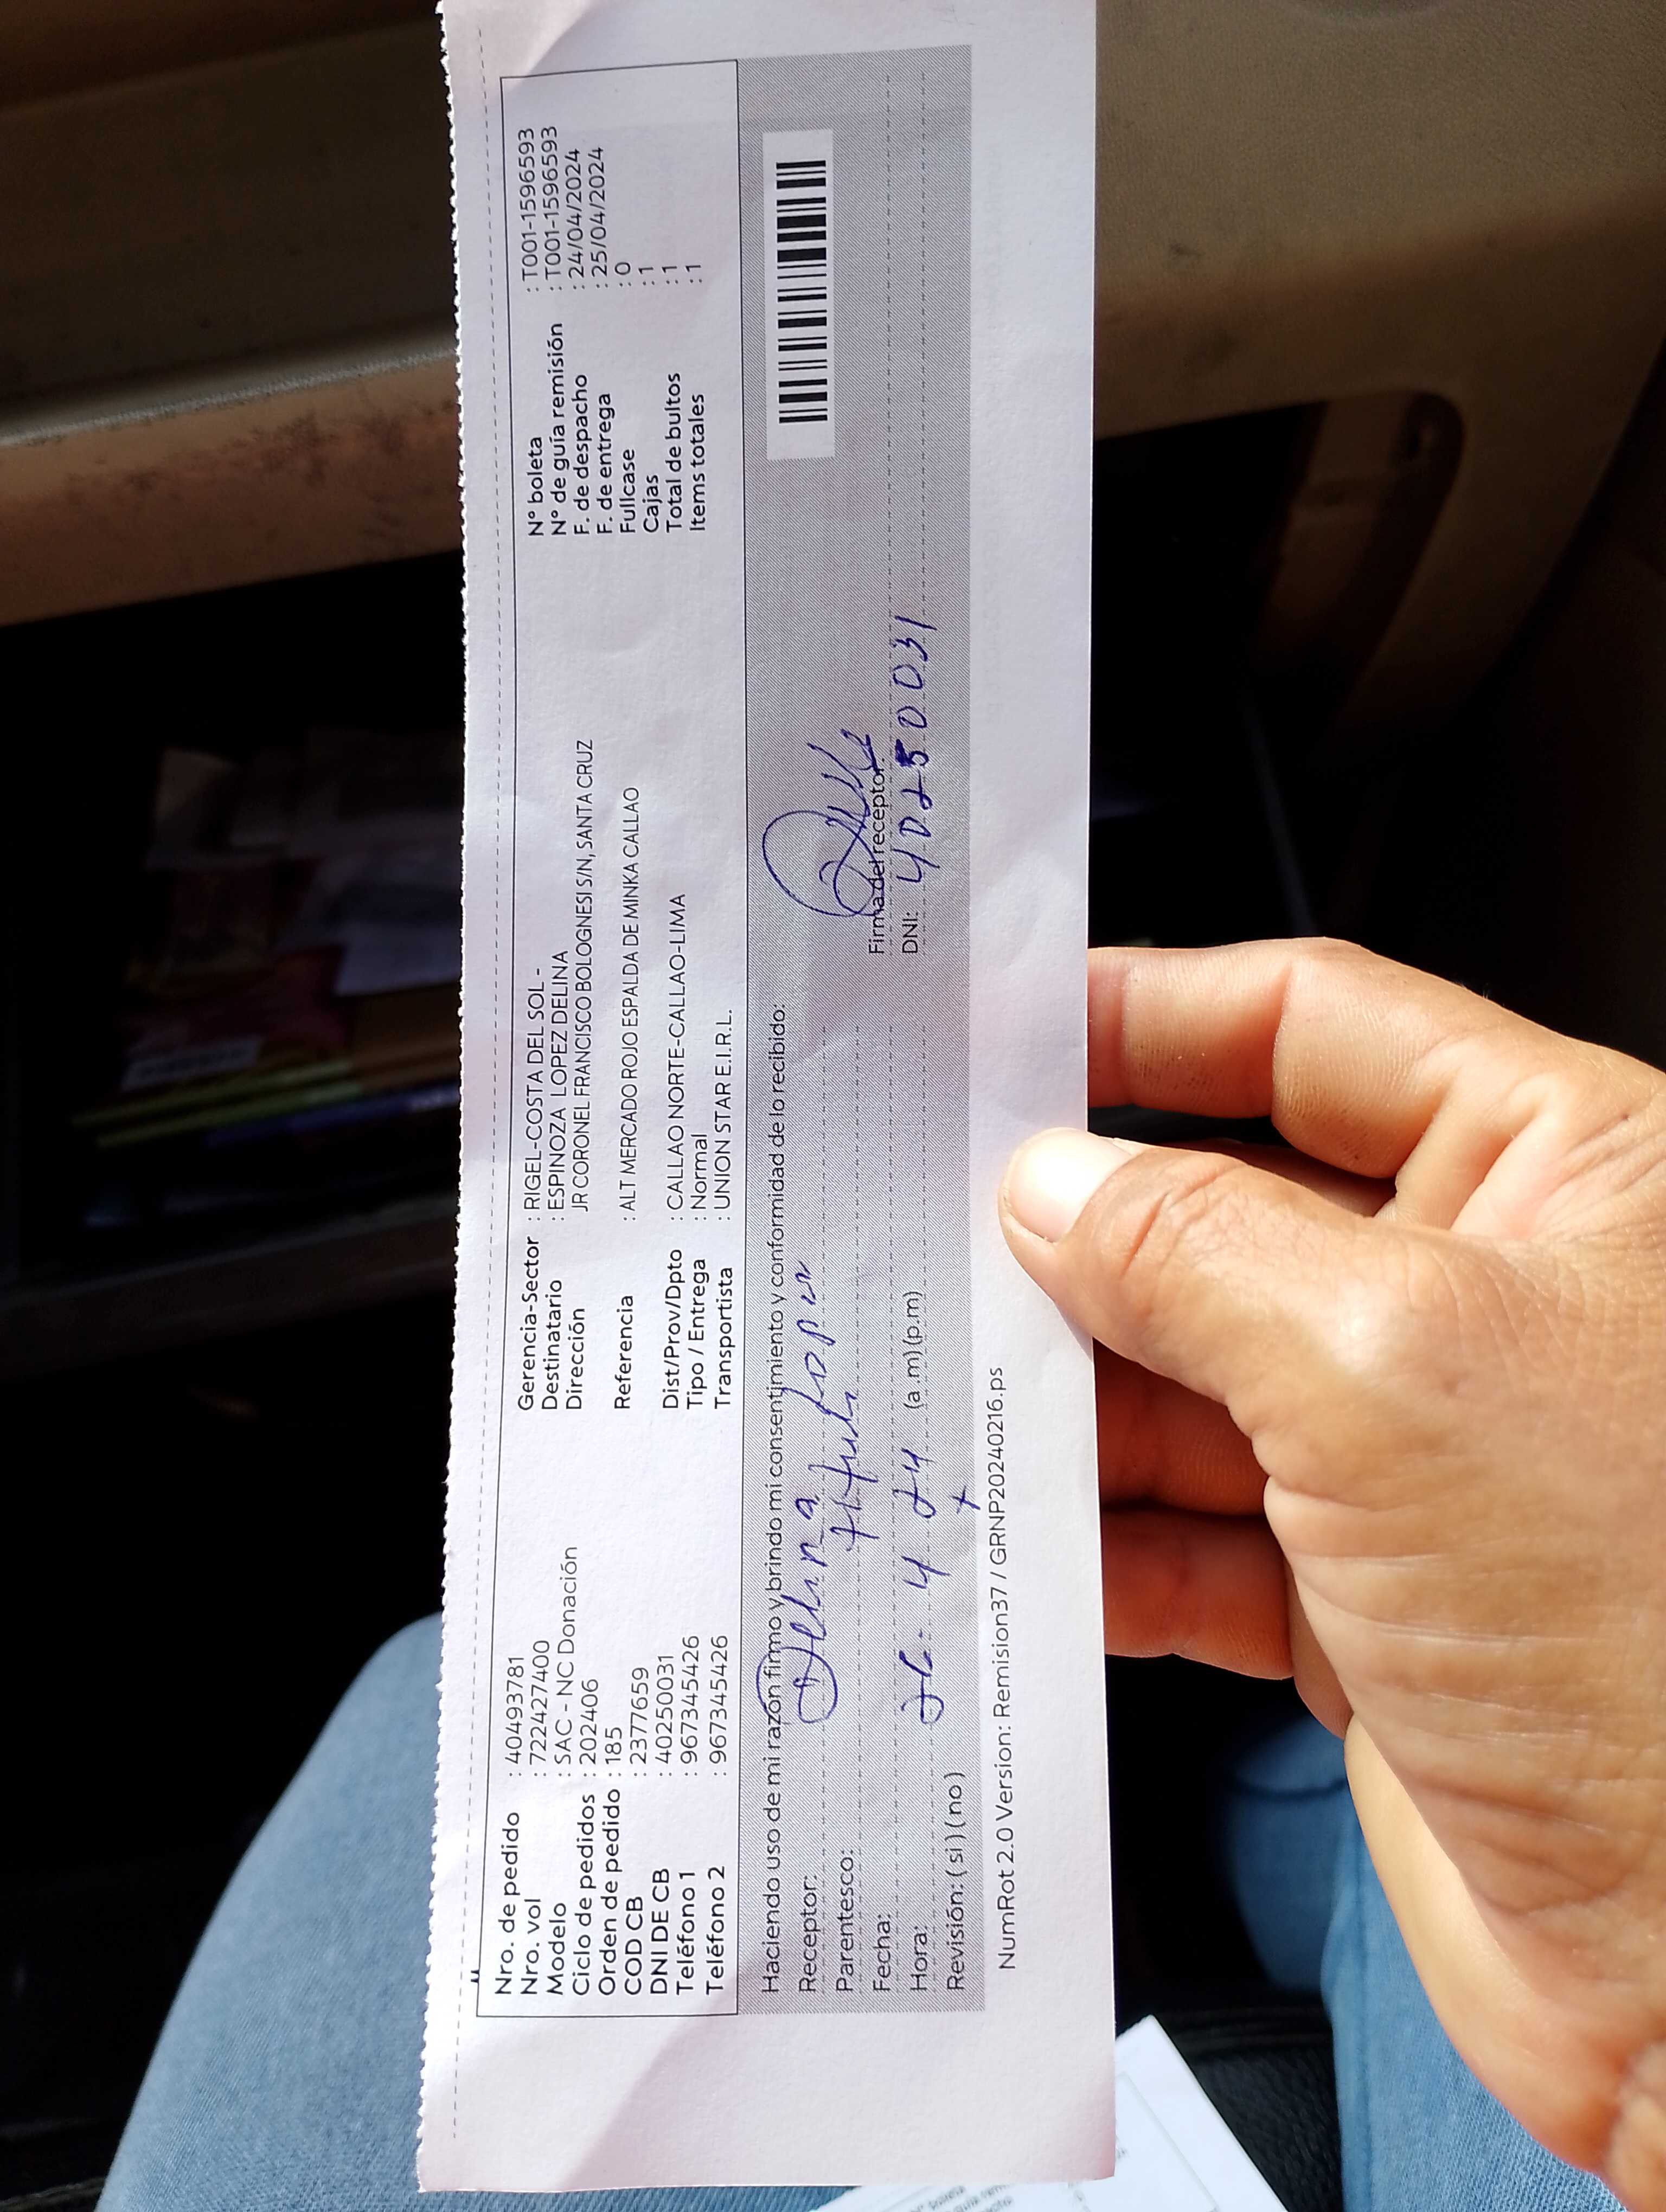 Nro. de pedido : 40493781
Nro. vol : 722427400
Modelo : SAC - NC Donación
Ciclo de pedidos : 202406
Orden de pedido : 185
COD CB : 2377659
DNI DE CB : 40250031
Teléfono 1 : 967345426
Teléfono 2 : 967345426
Gerencia-Sector : RIGEL-COSTA DEL SOL -
Destinatario : ESPINOZA LOPEZ DELINA
Dirección JR CORONEL FRANCISCO BOLOGNESI S/N, SANTA CRUZ
Referencia : ALT MERCADO ROJO ESPALDA DE MINKA CALLAO
Dist/Prov/Dpto : CALLAO NORTE-CALLAO-LIMA
Tipo / Entrega : Normal
Transportista : UNION STAR E.I.R.L.
N° boleta : T001-1596593
N° de guía remisión : T001-1596593
F. de despacho : 24/04/2024
F. de entrega : 25/04/2024
Fullcase : 0
Cajas : 1
Total de bultos : 1
Items totales : 1
Haciendo uso de mi razón firmo y brindo mi consentimiento y conformidad de lo recibido:
Receptor: Delina
Parentesco:
Fecha: 4 24
Hora: (a.m) (p.m)
Revisión: ( si ) ( no )
Firma del receptor:
DNI: 40250031
NumRot 2.0 Version: Remision37 / GRNP20240216.ps